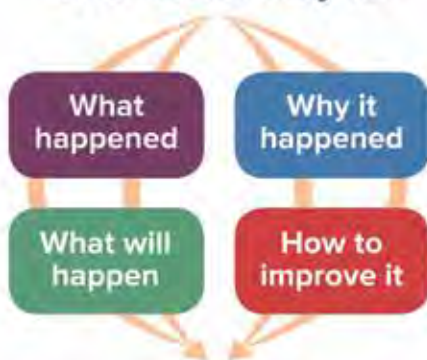 What
happened
Why it
happened
What will
happen
How to
improve it